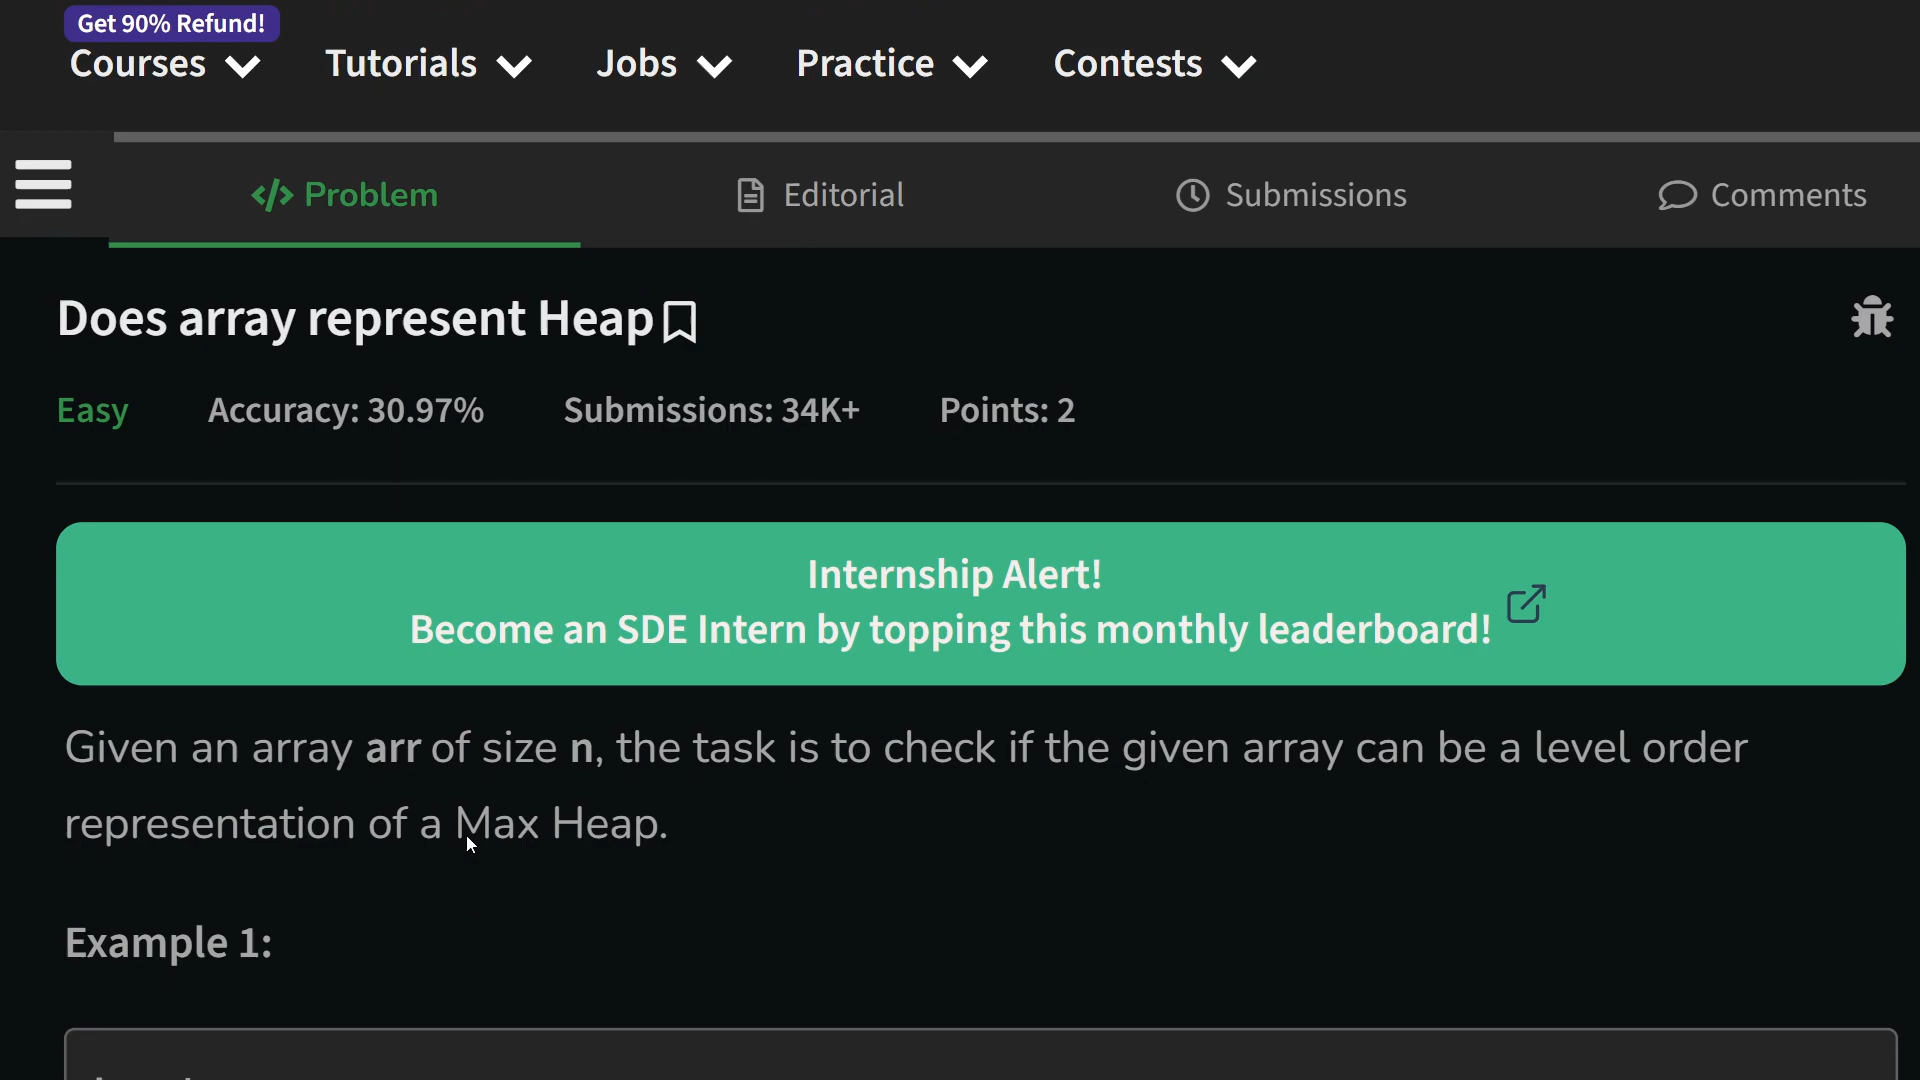 Get 90% Refund!
Courses Tutorials Jobs Practice Contests
</> Problem Editorial Submissions Comments
Does array represent Heap
Easy Accuracy: 30.97% Submissions: 34K+ Points: 2
Internship Alert!
Become an SDE Intern by topping this monthly leaderboard!
Given an array arr of size n, the task is to check if the given array can be a level order
representation of a Max Heap.
Example 1: